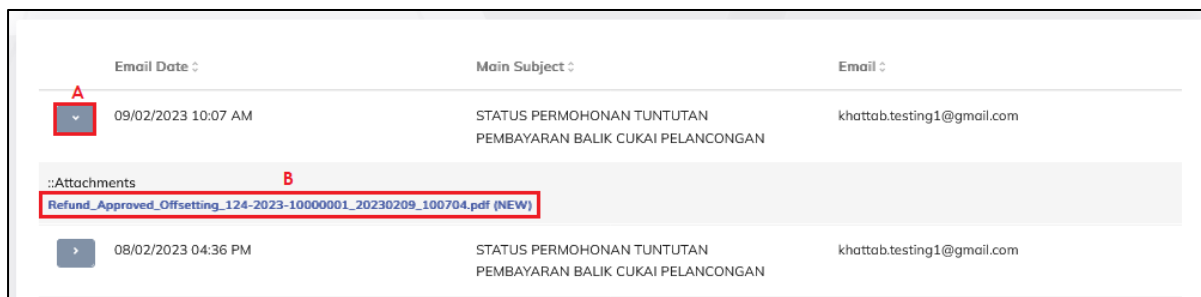 Email Date
Main Subject
Email
A
09/02/2023 10:07 AM
STATUS PERMOHONAN TUNTUTAN
PEMBAYARAN BALIK CUKAI PELANCONGAN
khattab.testing1@gmail.com
::Attachments
B
Refund_Approved_Offsetting_124-2023-10000001_20230209_100704.pdf (NEW)
08/02/2023 04:36 PM
STATUS PERMOHONAN TUNTUTAN
PEMBAYARAN BALIK CUKAI PELANCONGAN
khattab.testing1@gmail.com